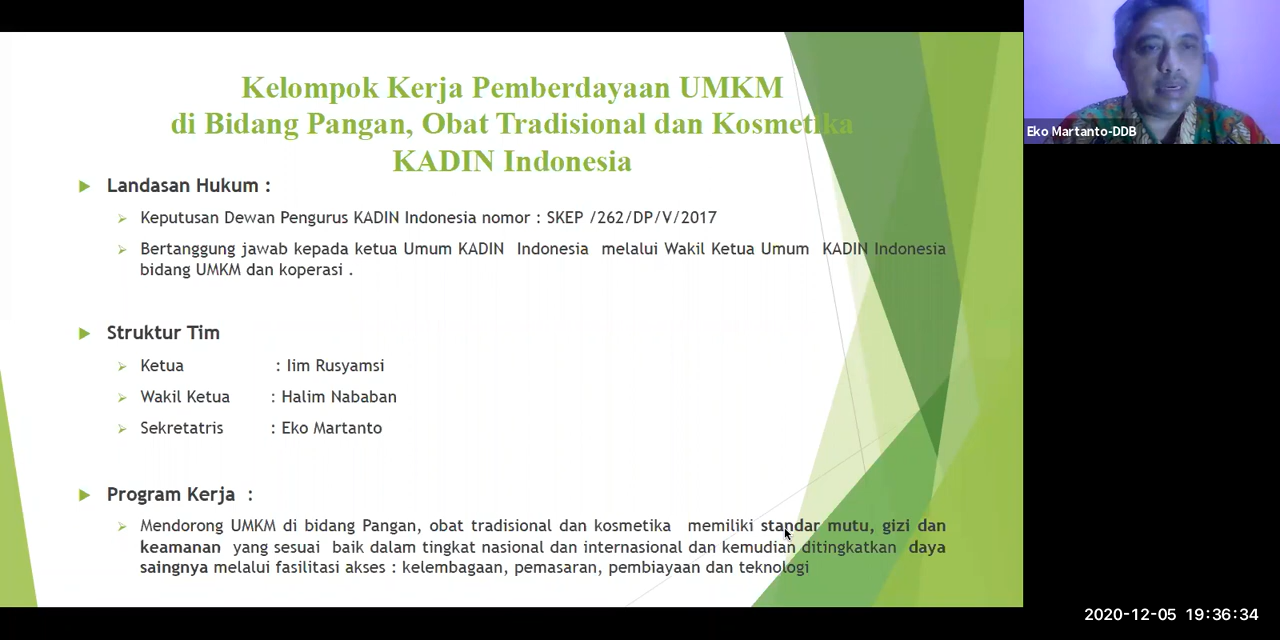 Kelompok Kerja Pemberdayaan UMKM
di Bidang Pangan, Obat Tradisional dan Kosmetika
KADIN Indonesia
Landasan Hukum :
Keputusan Dewan Pengurus KADIN Indonesia nomor : SKEP /262/DP/V/2017
Bertanggung jawab kepada ketua Umum KADIN Indonesia melalui Wakil Ketua Umum KADIN Indonesia
bidang UMKM dan koperasi .
Struktur Tim
Ketua : Iim Rusyamsi
Wakil Ketua : Halim Nababan
Sekretatris : Eko Martanto
Program Kerja :
Mendorong UMKM di bidang Pangan, obat tradisional dan kosmetika memiliki standar mutu, gizi dan
keamanan yang sesuai baik dalam tingkat nasional dan internasional dan kemudian ditingkatkan daya
saingnya melalui fasilitasi akses : kelembagaan, pemasaran, pembiayaan dan teknologi
Eko Martanto-DDB
2020-12-05 19:36:34